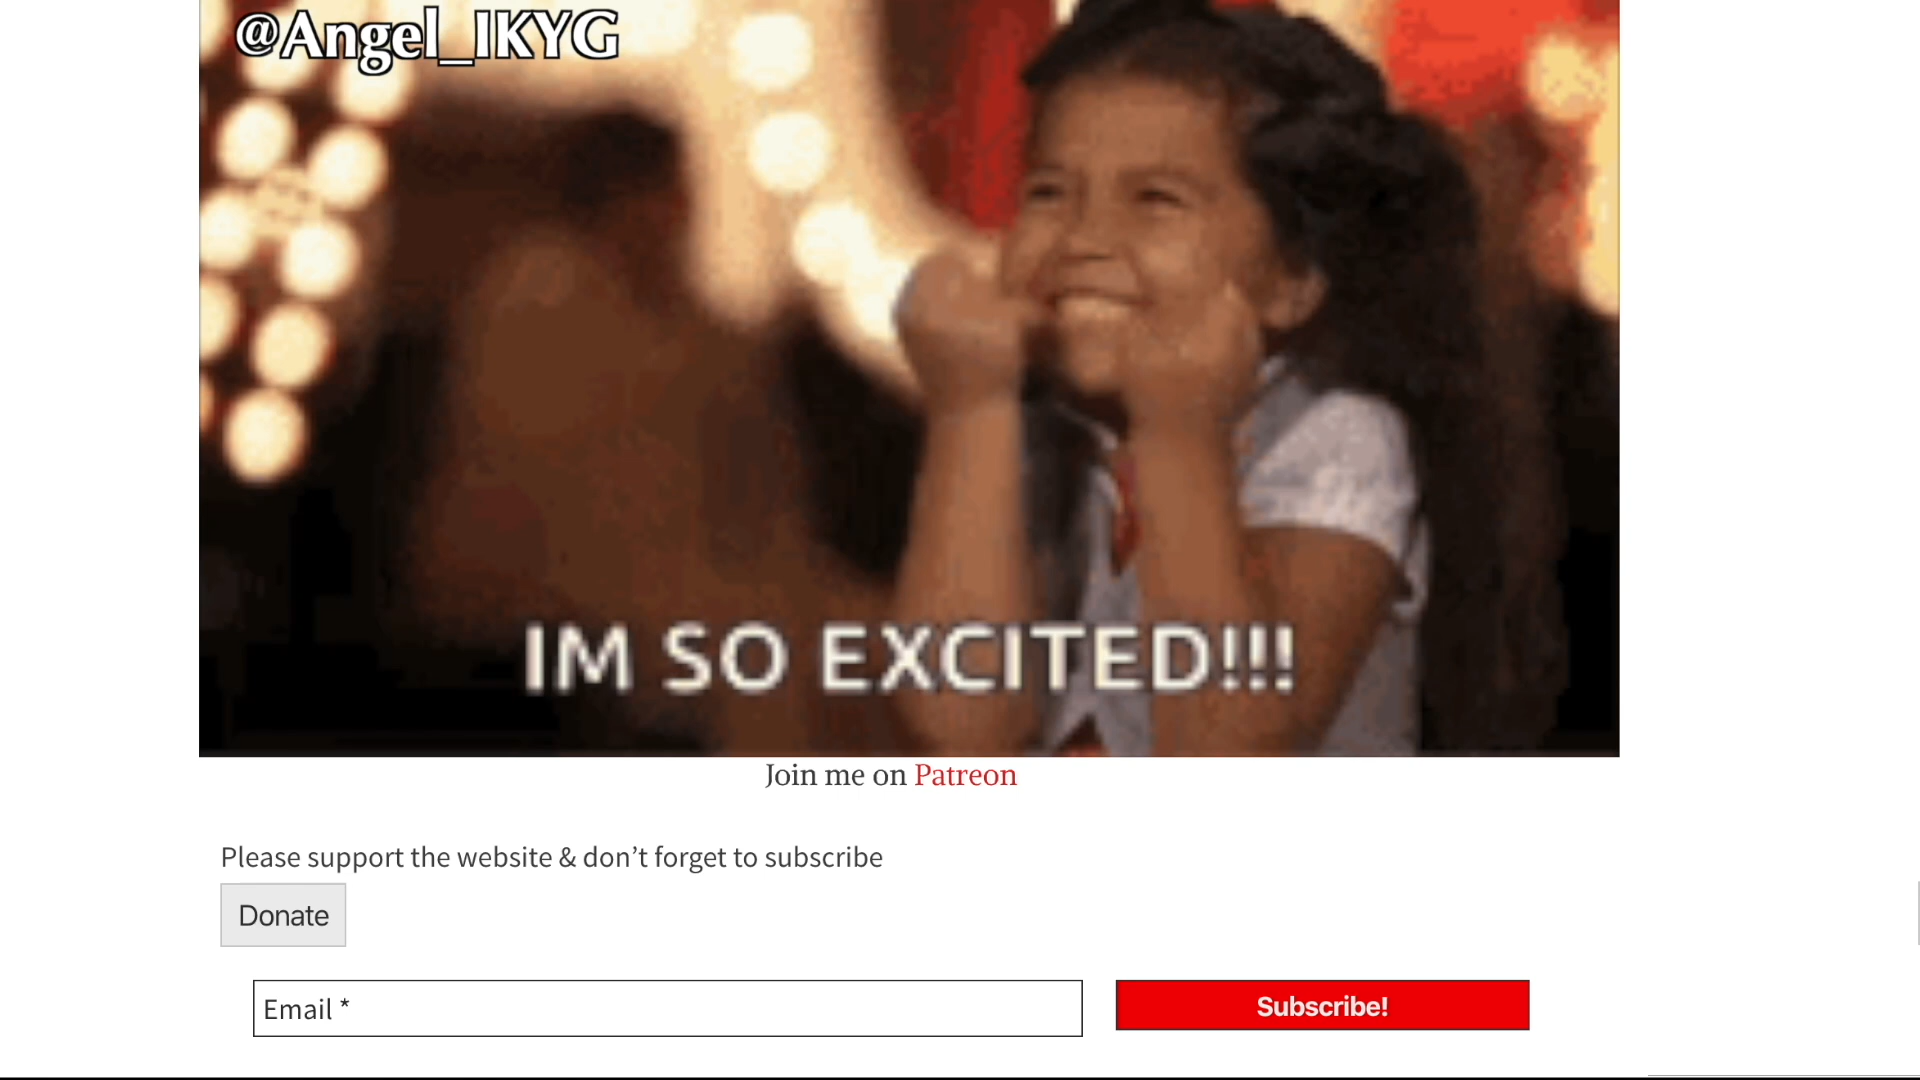 @Angel_IKYG
IM SO EXCITED!!!
Join me on Patreon
Please support the website & don’t forget to subscribe
Donate
Email *
Subscribe!